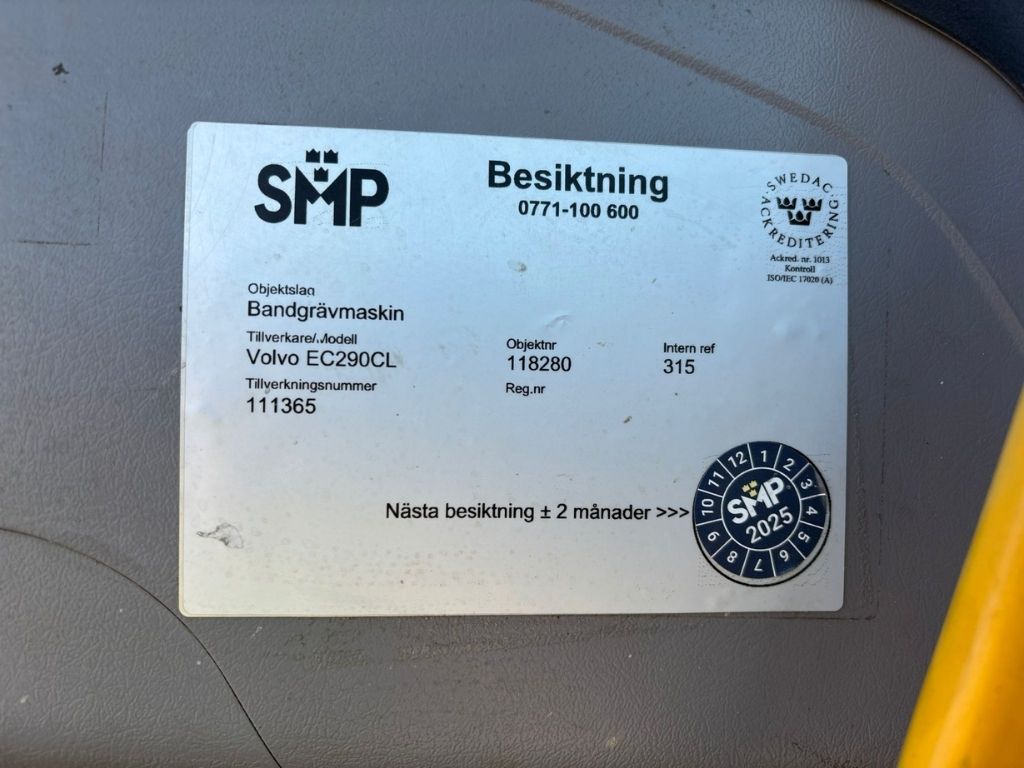 SMP
Besiktning
0771-100 600
SWEDAC
ACKREDITERING
Ackred. nr. 1013
Kontroll
ISO/IEC 17020 (A)
Objektslag
Bandgrävmaskin
Tillverkare/Modell
Volvo EC290CL
Objektnr
118280
Intern ref
315
Tillverkningsnummer
111365
Reg.nr
Nästa besiktning ± 2 månader >>>
1 2 3 4 5 6 7 8 9 10 11 12
SMP
2025